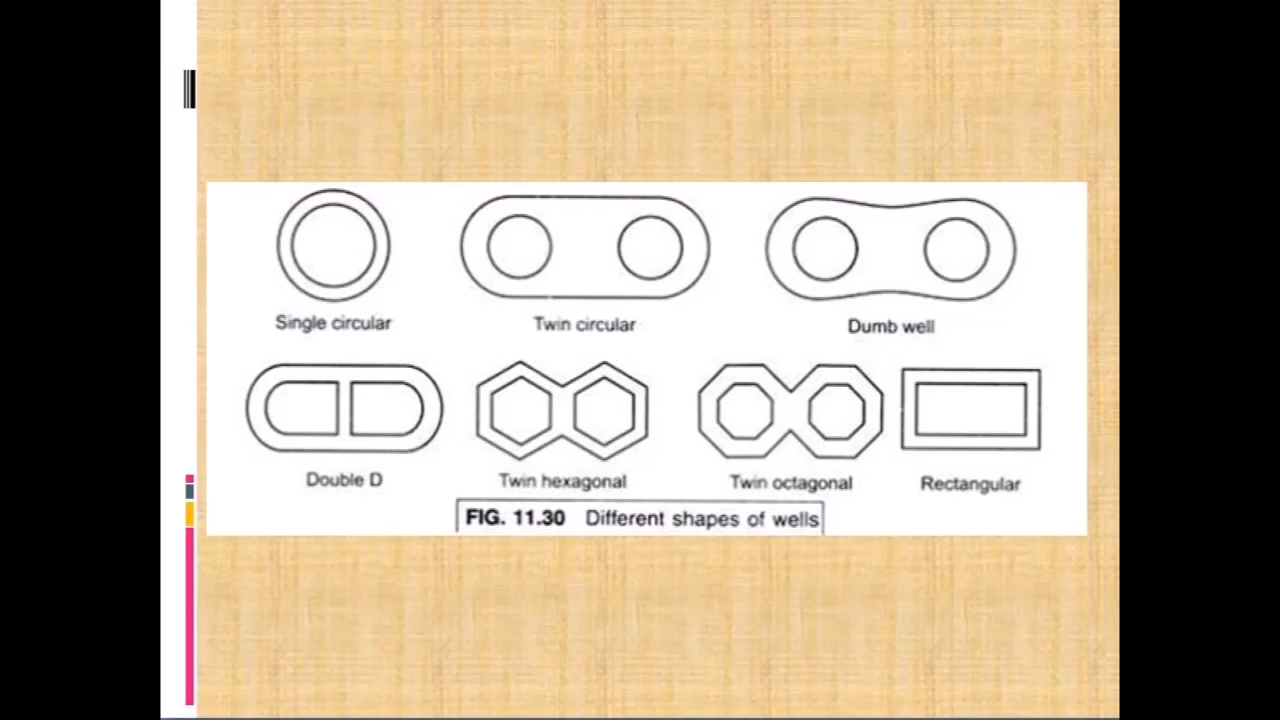 Single circular
Twin circular
Dumb well
Double D
Twin hexagonal
Twin octagonal
Rectangular
FIG. 11.30 Different shapes of wells